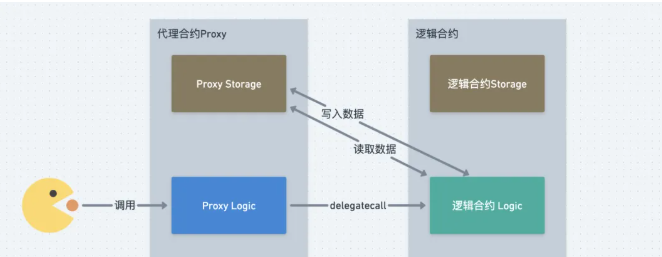 代理合约Proxy
逻辑合约
Proxy Storage
逻辑合约Storage
写入数据
读取数据
调用
Proxy Logic
delegatecall
逻辑合约 Logic